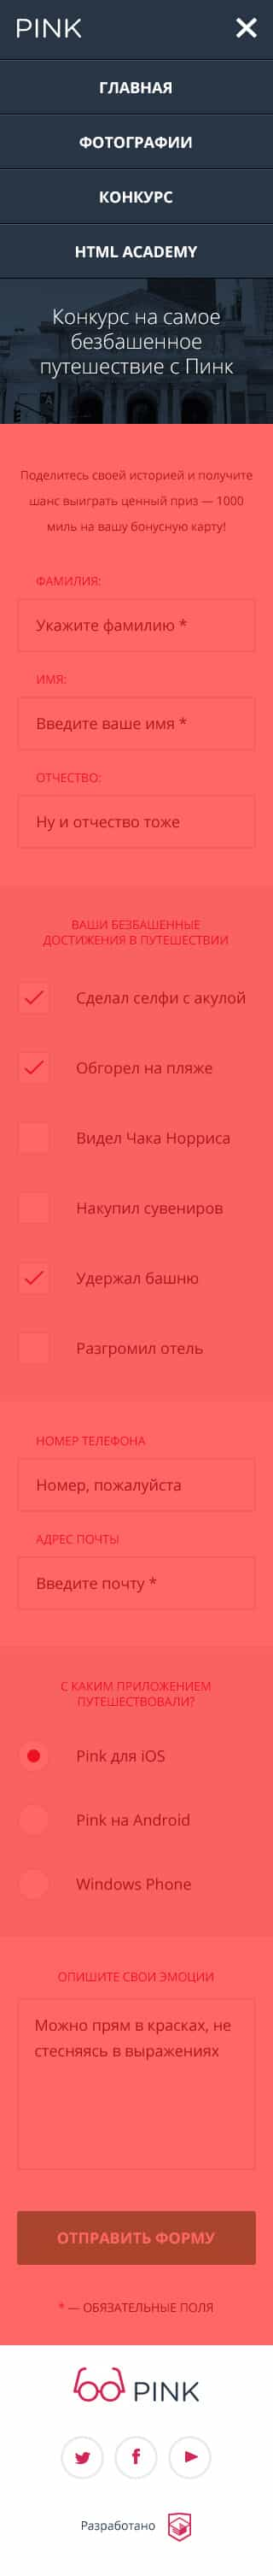 PINK
ГЛАВНАЯ
ФОТОГРАФИИ
КОНКУРС
HTML ACADEMY
Конкурс на самое
безбашенное
путешествие с Пинк
Поделитесь своей историей и получите
шанс выиграть ценный приз — 1000
миль на вашу бонусную карту!
ФАМИЛИЯ:
Укажите фамилию *
ИМЯ:
Введите ваше имя *
ОТЧЕСТВО:
Ну и отчество тоже
ВАШИ БЕЗБАШЕННЫЕ
ДОСТИЖЕНИЯ В ПУТЕШЕСТВИИ
Сделал селфи с акулой
Обгорел на пляже
Видел Чака Норриса
Накупил сувениров
Удержал башню
Разгромил отель
НОМЕР ТЕЛЕФОНА
Номер, пожалуйста
АДРЕС ПОЧТЫ
Введите почту *
С КАКИМ ПРИЛОЖЕНИЕМ
ПУТЕШЕСТВОВАЛИ?
Pink для iOS
Pink на Android
Windows Phone
ОПИШИТЕ СВОИ ЭМОЦИИ
Можно прям в красках, не
стесняясь в выражениях
ОТПРАВИТЬ ФОРМУ
* — ОБЯЗАТЕЛЬНЫЕ ПОЛЯ
PINK
Разработано